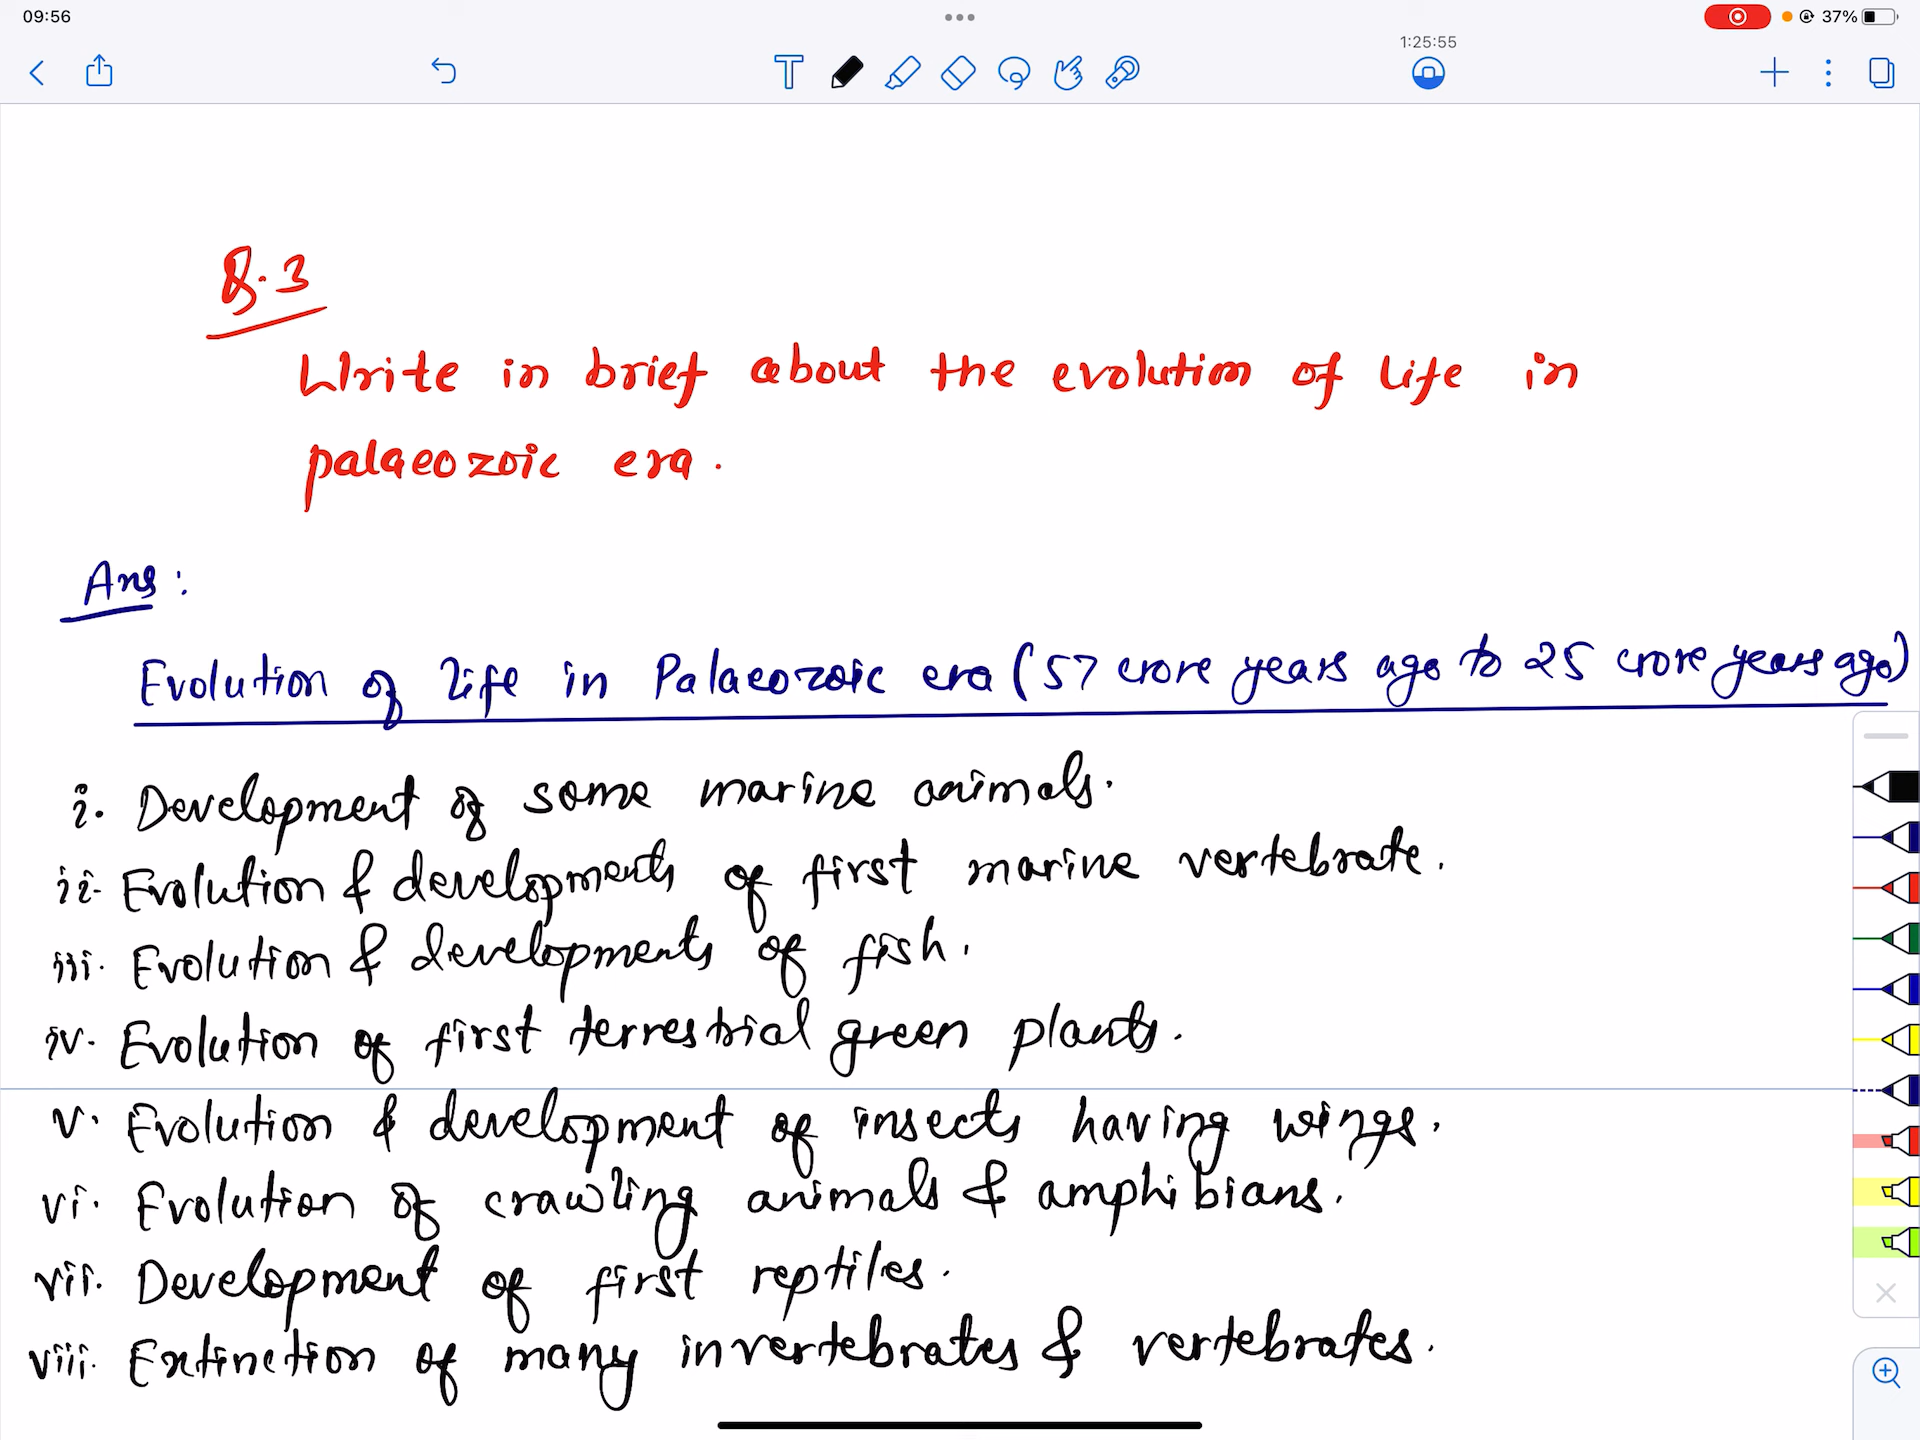 09:56
37%
1:25:55
Q.3
Write in brief about the evolution of life in
palaeozoic era.
Ans:
Evolution of life in Palaeozoic era (57 crore years ago to 25 crore years ago)
i. Development of some marine animals.
ii. Evolution & developments of first marine vertebrate.
iii. Evolution & developments of fish.
iv. Evolution of first terrestrial green plants.
v. Evolution & development of insects having wings.
vi. Evolution of crawling animals & amphibians.
vii. Development of first reptiles.
viii. Extinction of many invertebrates & vertebrates.